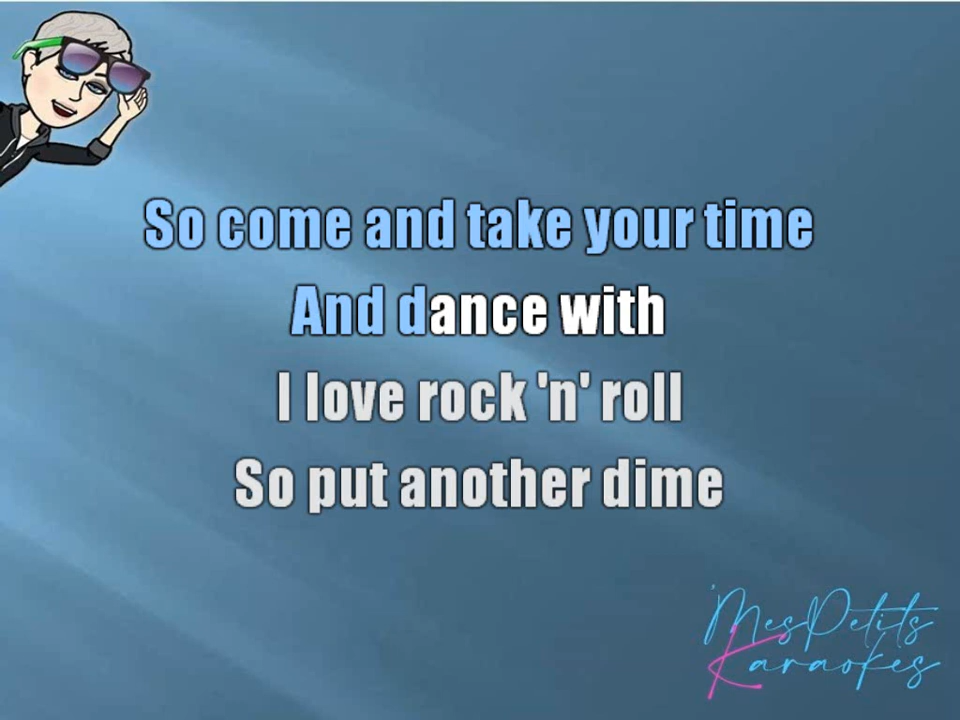 So come and take your time
And dance with
I love rock 'n' roll
So put another dime
MesPetits
Karaokes